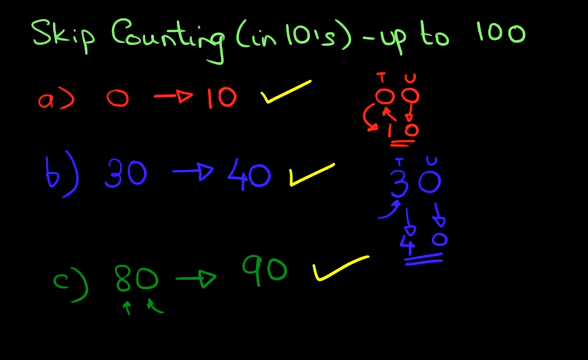 Skip Counting (in 10's) - up to 100
a) 0 → 10
T U
0 0
1 0
b) 30 → 40
T U
3 0
4 0
c) 80 → 90